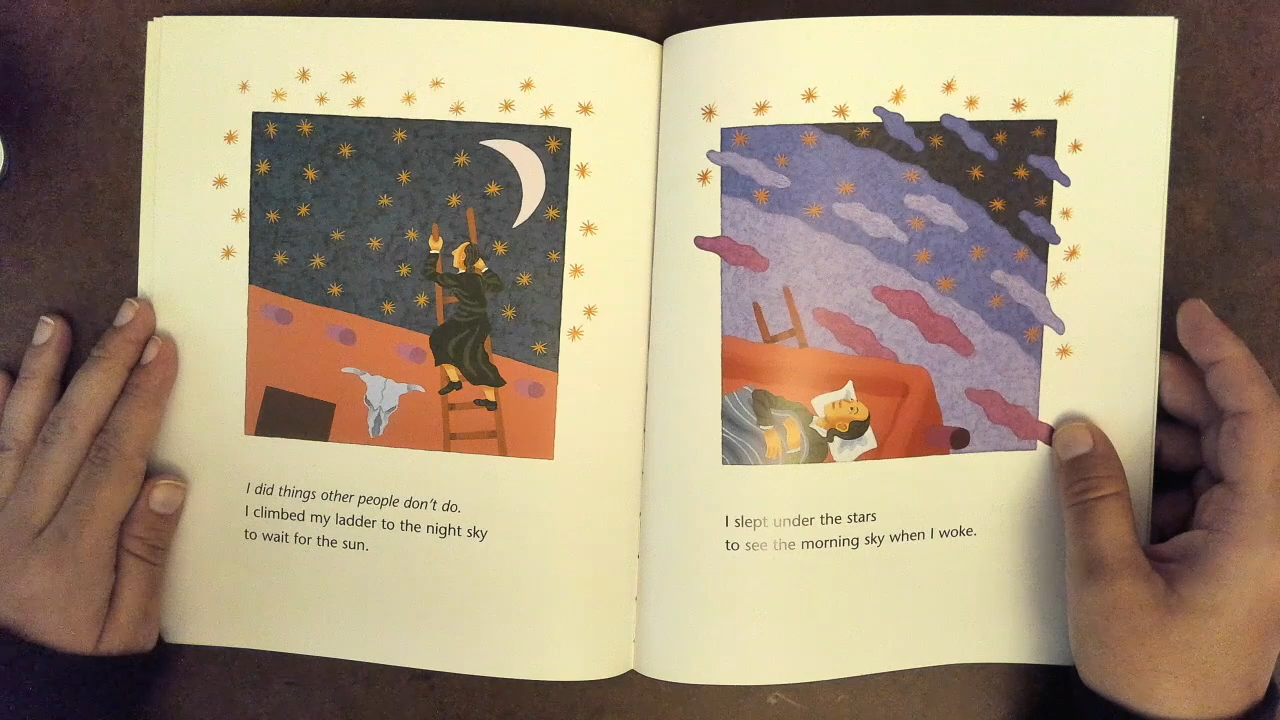 I did things other people don't do.
I climbed my ladder to the night sky
to wait for the sun.
I slept under the stars
to see the morning sky when I woke.